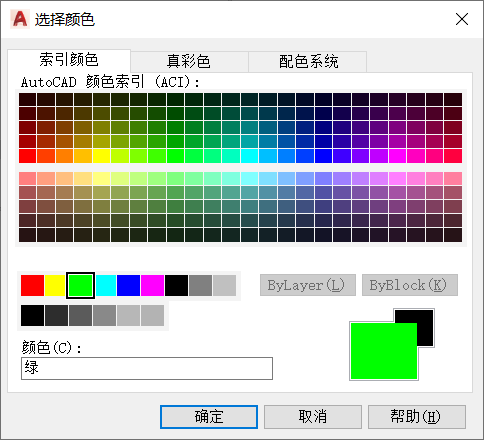 A 选择颜色
索引颜色 真彩色 配色系统
AutoCAD 颜色索引 (ACI):
ByLayer(L) ByBlock(K)
颜色(C):
绿
确定 取消 帮助(H)